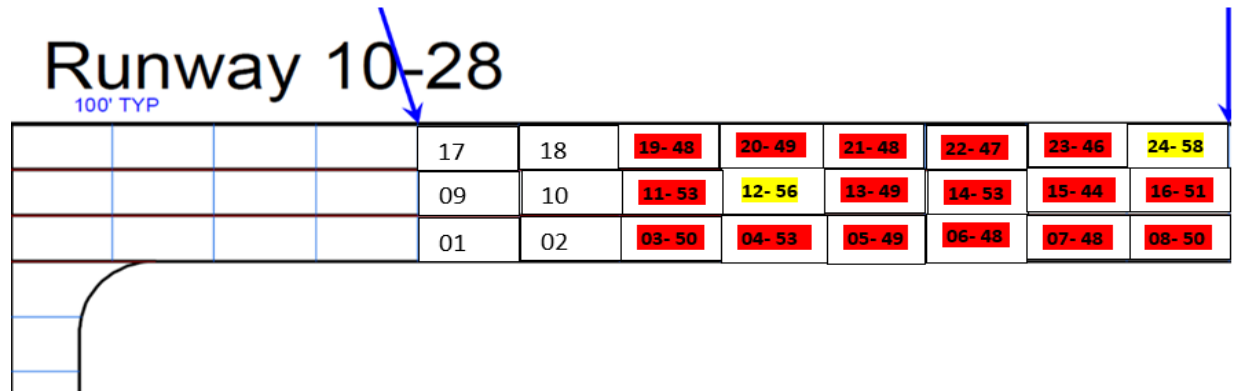 Runway 10-28
100' TYP
17 18 19- 48 20- 49 21- 48 22- 47 23- 46 24- 58
09 10 11- 53 12- 56 13- 49 14- 53 15- 44 16- 51
01 02 03- 50 04- 53 05- 49 06- 48 07- 48 08- 50